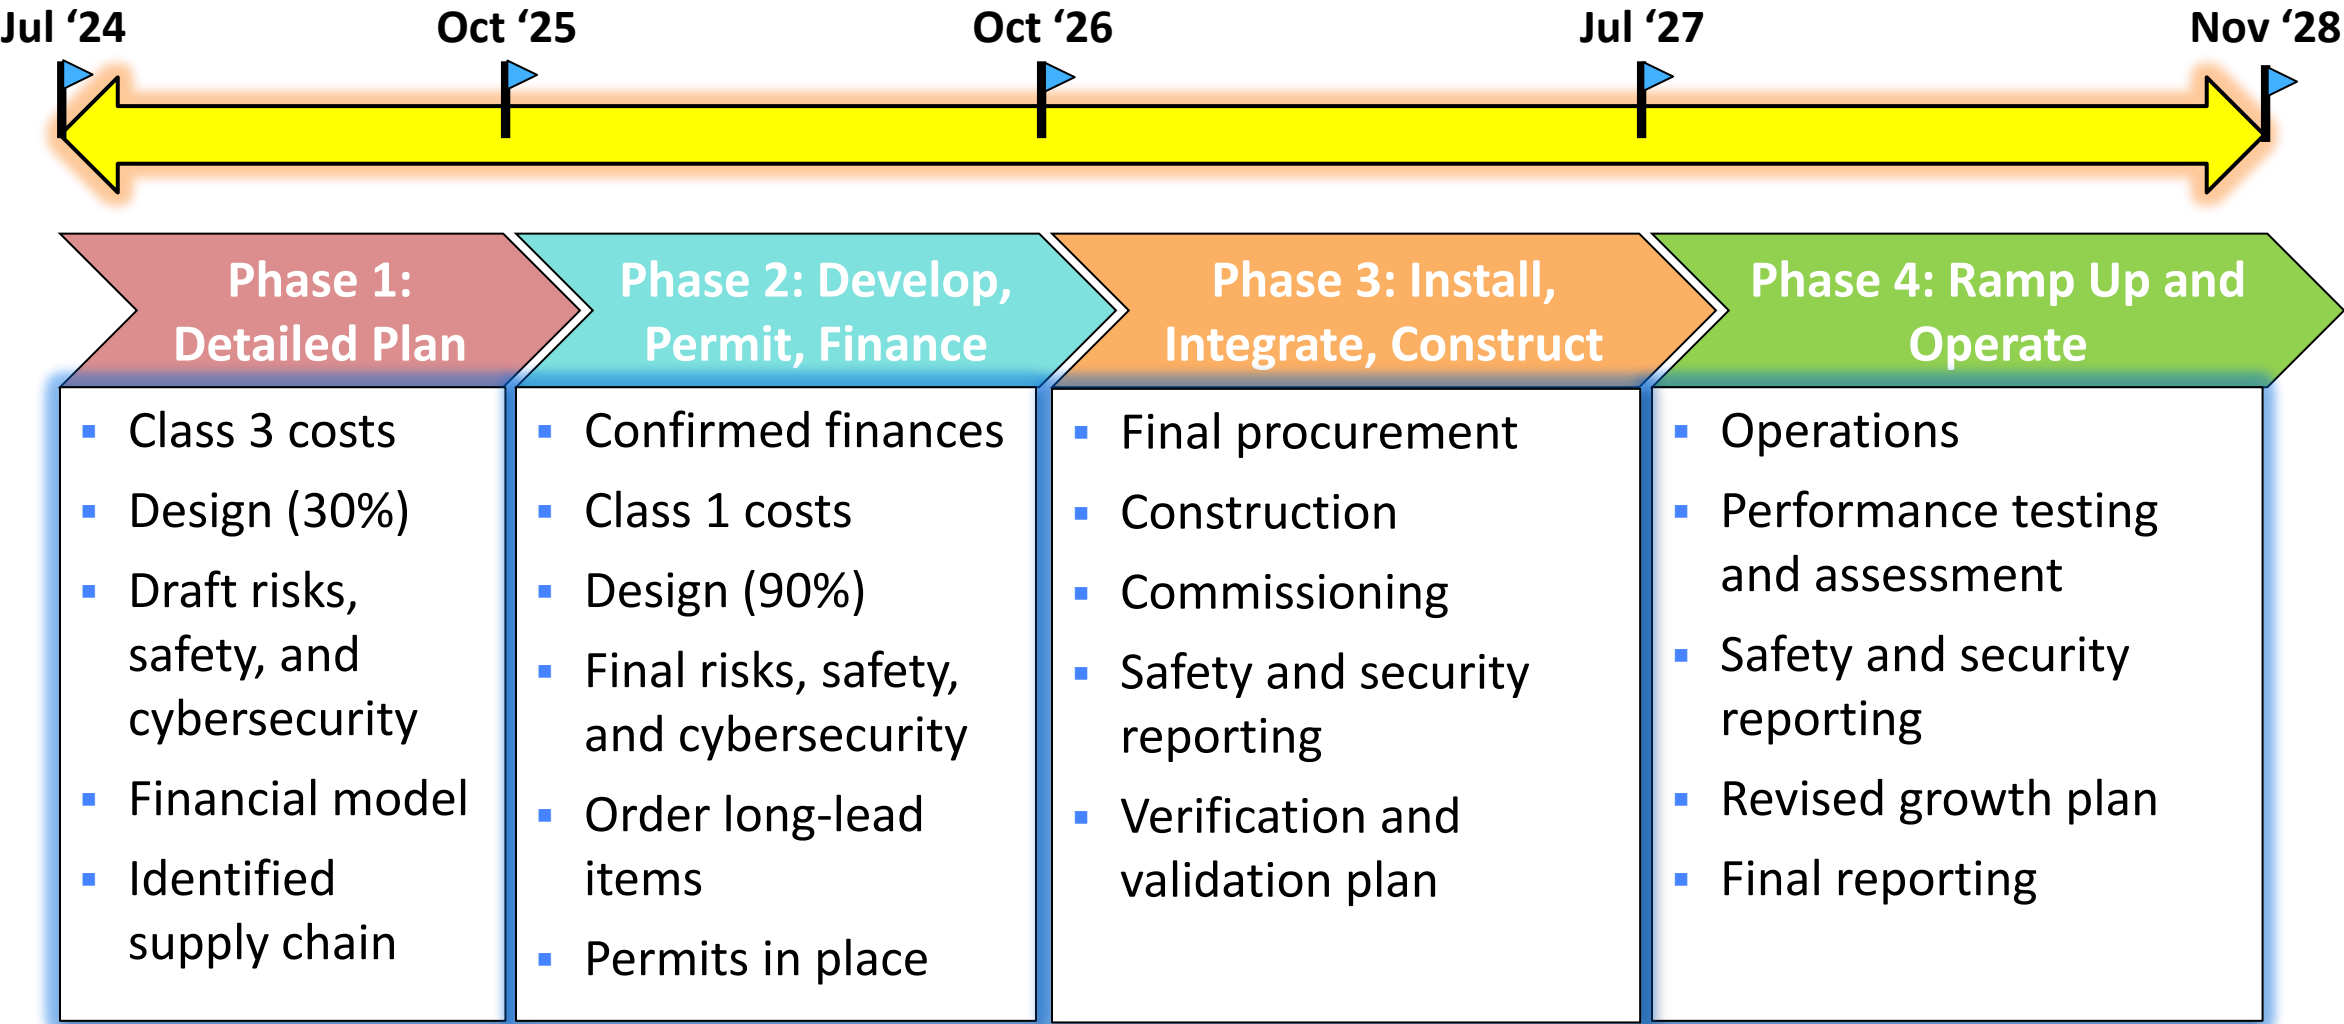 Jul ‘24
Oct ‘25
Oct ‘26
Jul ‘27
Nov ‘28
Phase 1:
Detailed Plan
Phase 2: Develop,
Permit, Finance
Phase 3: Install,
Integrate, Construct
Phase 4: Ramp Up and
Operate
▪ Class 3 costs
▪ Design (30%)
▪ Draft risks,
safety, and
cybersecurity
▪ Financial model
▪ Identified
supply chain
▪ Confirmed finances
▪ Class 1 costs
▪ Design (90%)
▪ Final risks, safety,
and cybersecurity
▪ Order long-lead
items
▪ Permits in place
▪ Final procurement
▪ Construction
▪ Commissioning
▪ Safety and security
reporting
▪ Verification and
validation plan
▪ Operations
▪ Performance testing
and assessment
▪ Safety and security
reporting
▪ Revised growth plan
▪ Final reporting